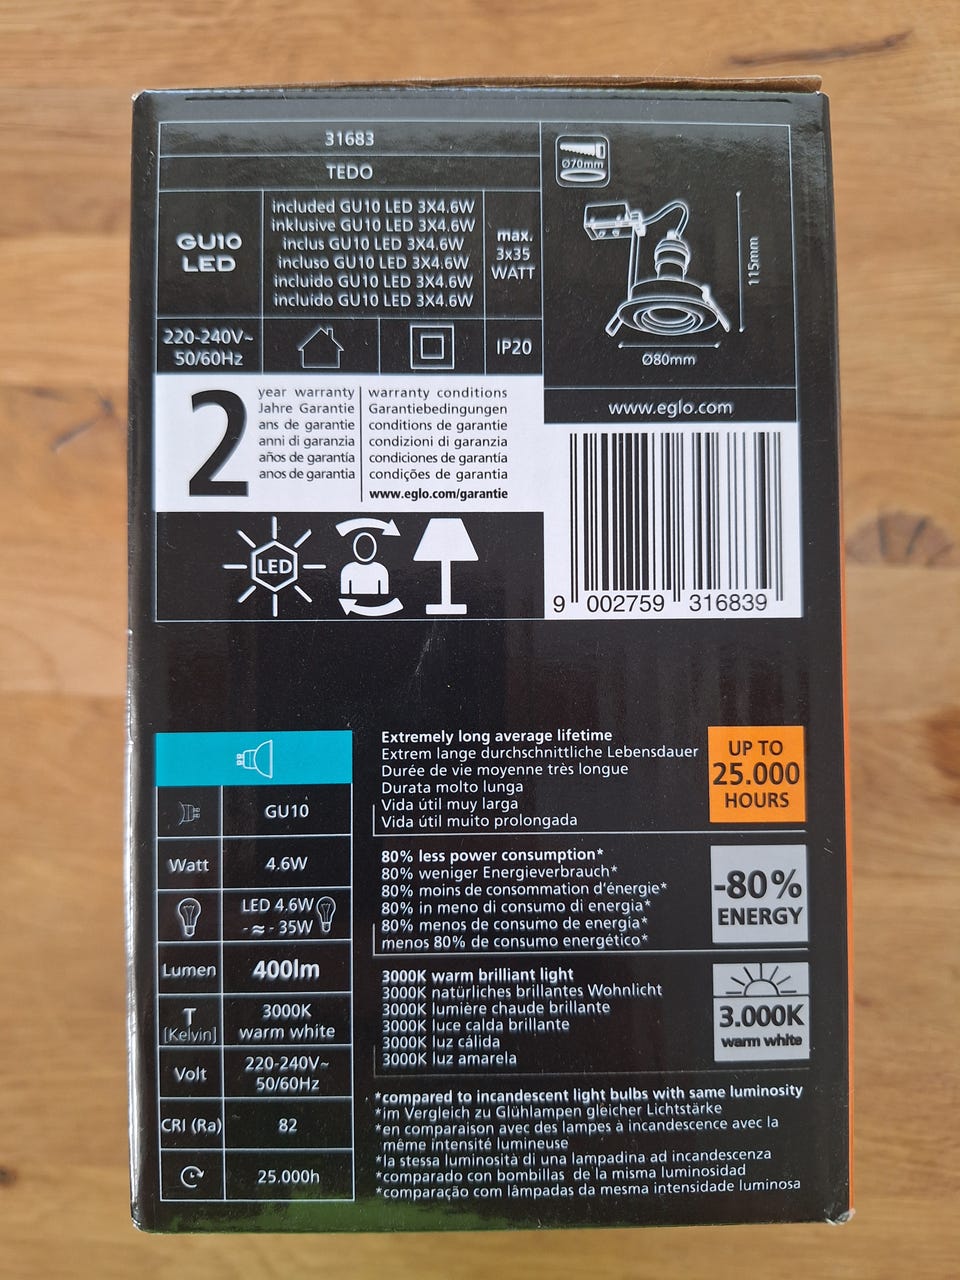 31683
TEDO
GU10
LED
included GU10 LED 3X4.6W
inklusive GU10 LED 3X4.6W
inclus GU10 LED 3X4.6W
incluso GU10 LED 3X4.6W
incluido GU10 LED 3X4.6W
incluido GU10 LED 3X4.6W
max.
3x35
WATT
220-240V~
50/60Hz
IP20
Ø70mm
115mm
Ø80mm
www.eglo.com
2
year warranty
Jahre Garantie
ans de garantie
anni di garanzia
años de garantía
anos de garantia
warranty conditions
Garantiebedingungen
conditions de garantie
condizioni di garanzia
condiciones de garantía
condições de garantia
www.eglo.com/garantie
LED
9 002759 316839
GU10
Watt 4.6W
LED 4.6W
-≈- 35W
Lumen 400lm
T
[Kelvin]
3000K
warm white
Volt
220-240V~
50/60Hz
CRI (Ra) 82
25.000h
Extremely long average lifetime
Extrem lange durchschnittliche Lebensdauer
Durée de vie moyenne très longue
Durata molto lunga
Vida útil muy larga
Vida útil muito prolongada
UP TO
25.000
HOURS
80% less power consumption*
80% weniger Energieverbrauch*
80% moins de consommation d'énergie*
80% in meno di consumo di energia*
80% menos de consumo de energía*
menos 80% de consumo energético*
-80%
ENERGY
3000K warm brilliant light
3000K natürliches brillantes Wohnlicht
3000K lumière chaude brillante
3000K luce calda brillante
3000K luz cálida
3000K luz amarela
3.000K
warm white
*compared to incandescent light bulbs with same luminosity
*im Vergleich zu Glühlampen gleicher Lichtstärke
*en comparaison avec des lampes à incandescence avec la
même intensité lumineuse
*la stessa luminosità di una lampadina ad incandescenza
*comparado con bombillas de la misma luminosidad
*comparação com lâmpadas da mesma intensidade luminosa